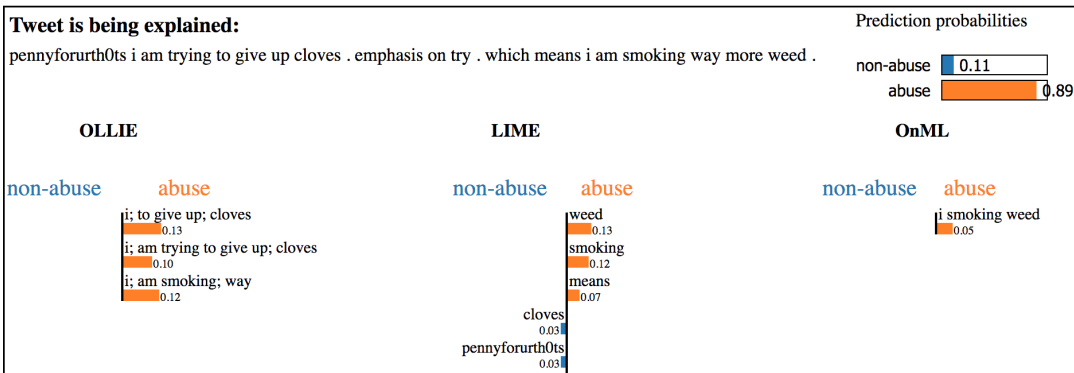 Tweet is being explained:
pennyforurth0ts i am trying to give up cloves . emphasis on try . which means i am smoking way more weed .
Prediction probabilities
non-abuse 0.11
abuse 0.89
OLLIE
non-abuse abuse
i; to give up; cloves
0.13
i; am trying to give up; cloves
0.10
i; am smoking; way
0.12
LIME
non-abuse abuse
weed
0.13
smoking
0.12
means
0.07
cloves
0.03
pennyforurth0ts
0.03
OnML
non-abuse abuse
i smoking weed
0.05